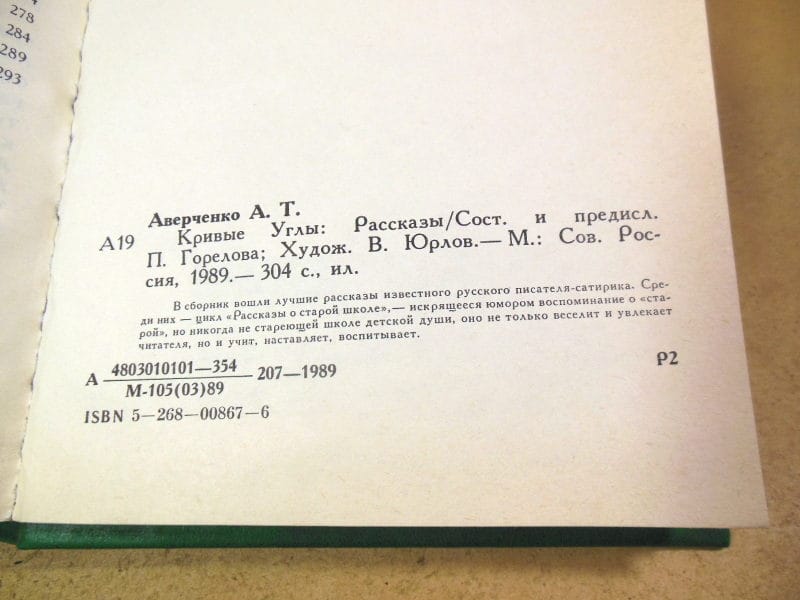 278
284
289
293
Аверченко А. Т.
А19 Кривые Углы: Рассказы/Сост. и предисл.
П. Горелова; Худож. В. Юрлов.— М.: Сов. Рос-
сия, 1989.— 304 с., ил.
В сборник вошли лучшие рассказы известного русского писателя-сатирика. Сре-
ди них — цикл «Рассказы о старой школе»,— искрящееся юмором воспоминание о «ста-
рой», но никогда не стареющей школе детской души, оно не только веселит и увлекает
читателя, но и учит, наставляет, воспитывает.
А 4803010101—354
М-105(03)89 207—1989
Р2
ISBN 5—268—00867—6